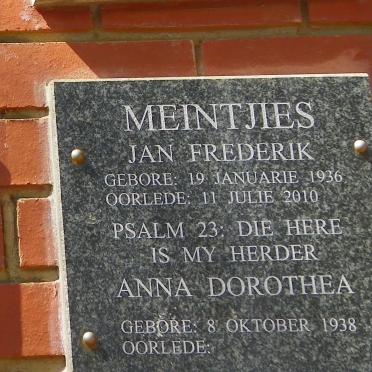 MEINTJIES
JAN FREDERIK
GEBORE: 19 JANUARIE 1936
OORLEDE: 11 JULIE 2010
PSALM 23: DIE HERE
IS MY HERDER
ANNA DOROTHEA
GEBORE: 8 OKTOBER 1938
OORLEDE: